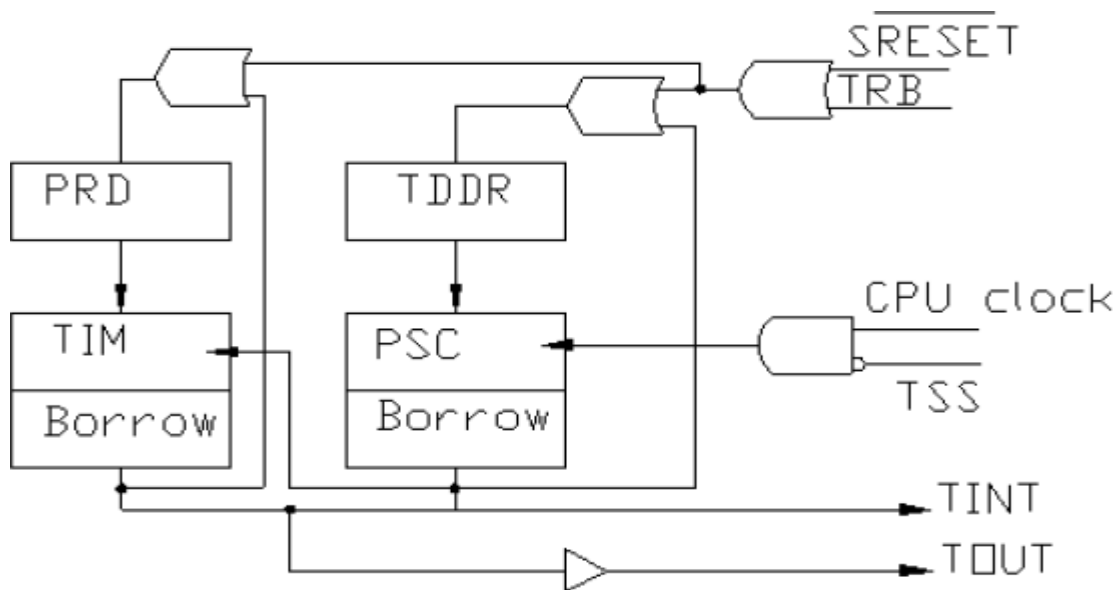 SRESET
TRB
PRD
TDDR
CPU clock
TIM
PSC
TSS
Borrow
Borrow
TINT
TOUT